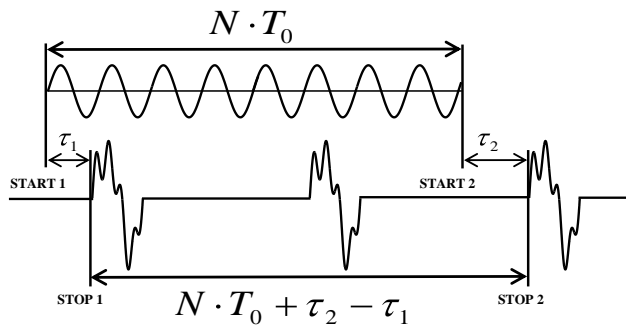 N · T₀
τ₁
τ₂
START 1
START 2
STOP 1
N · T₀ + τ₂ − τ₁
STOP 2